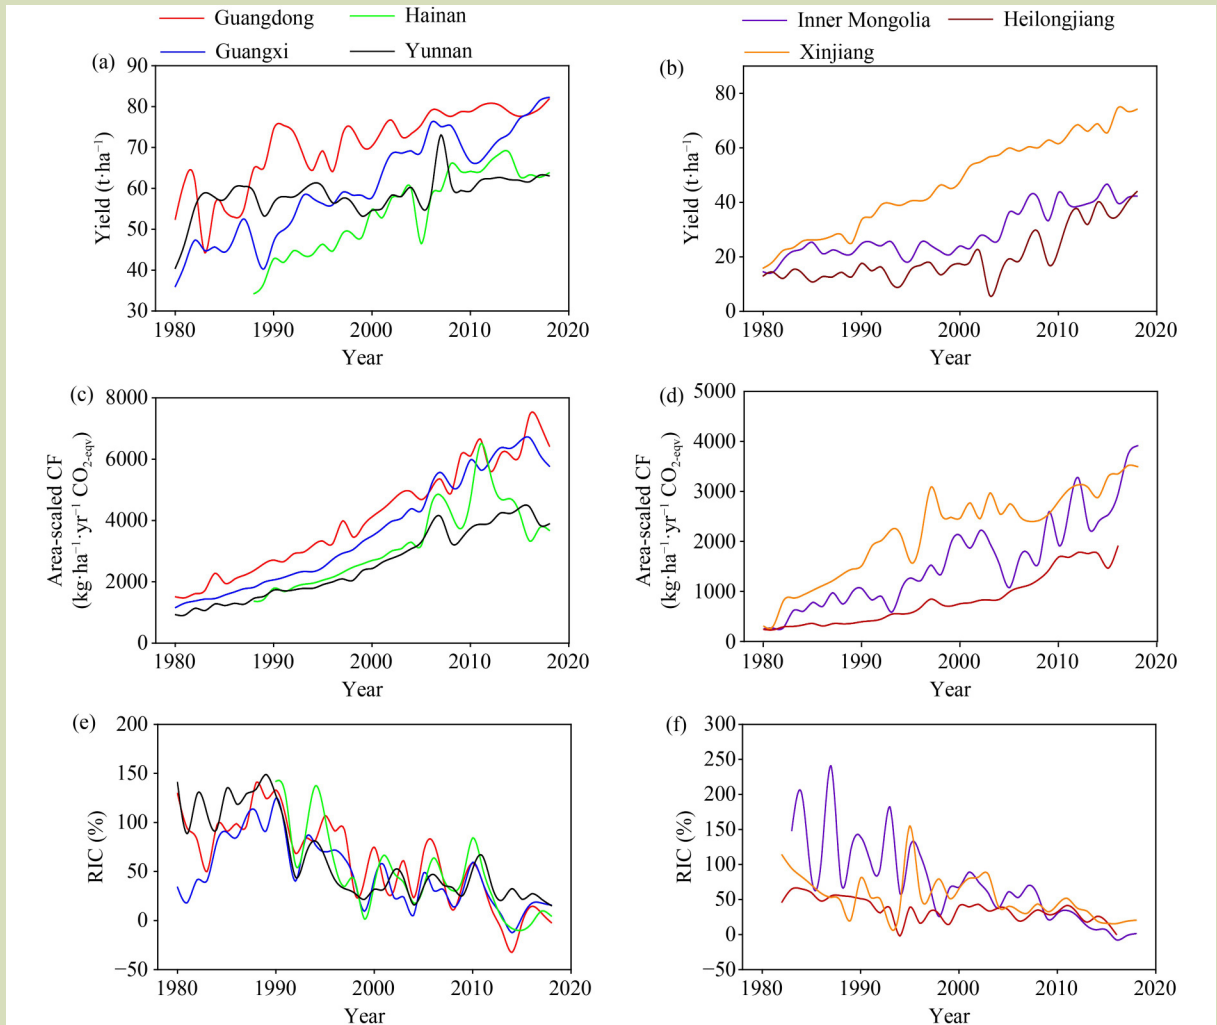 Guangdong
Hainan
Guangxi
Yunnan
Inner Mongolia
Heilongjiang
Xinjiang
(a)
90
80
70
60
50
40
30
Yield (t·ha⁻¹)
1980
1990
2000
2010
2020
Year
(b)
80
60
40
20
0
Yield (t·ha⁻¹)
1980
1990
2000
2010
2020
Year
(c)
8000
6000
4000
2000
0
Area-scaled CF
(kg·ha⁻¹·yr⁻¹ CO2-eqv)
1980
1990
2000
2010
2020
Year
(d)
5000
4000
3000
2000
1000
0
Area-scaled CF
(kg·ha⁻¹·yr⁻¹ CO2-eqv)
1980
1990
2000
2010
2020
Year
(e)
200
150
100
50
0
−50
RIC (%)
1980
1990
2000
2010
2020
Year
(f)
300
250
200
150
100
50
0
−50
RIC (%)
1980
1990
2000
2010
2020
Year